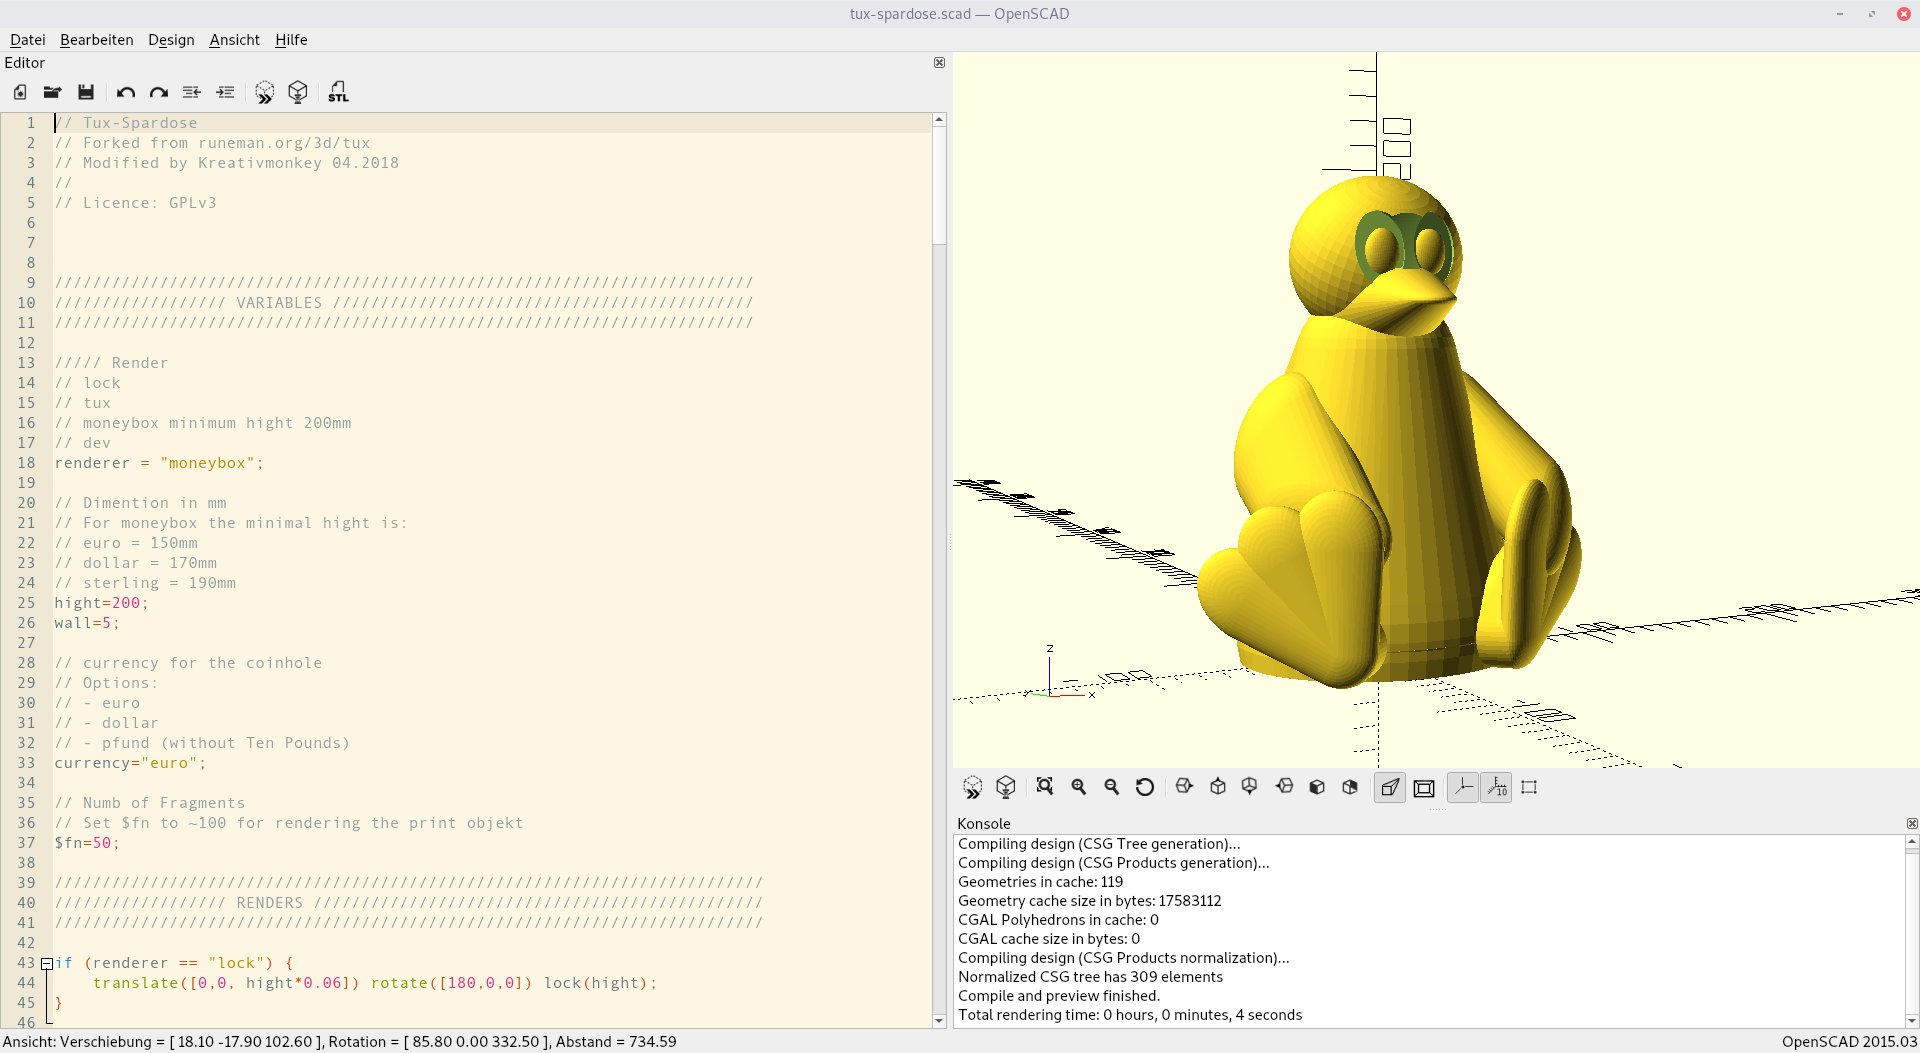 tux-spardose.scad — OpenSCAD
Datei Bearbeiten Design Ansicht Hilfe
Editor
STL
1 // Tux-Spardose
2 // Forked from runeman.org/3d/tux
3 // Modified by Kreativmonkey 04.2018
4 //
5 // Licence: GPLv3
6
7
8
9 //////////////////////////////////////////////////////////////////////////
10 ////////////////// VARIABLES /////////////////////////////////////////////
11 //////////////////////////////////////////////////////////////////////////
12
13 ///// Render
14 // lock
15 // tux
16 // moneybox minimum hight 200mm
17 // dev
18 renderer = "moneybox";
19
20 // Dimention in mm
21 // For moneybox the minimal hight is:
22 // euro = 150mm
23 // dollar = 170mm
24 // sterling = 190mm
25 hight=200;
26 wall=5;
27
28 // currency for the coinhole
29 // Options:
30 // - euro
31 // - dollar
32 // - pfund (without Ten Pounds)
33 currency="euro";
34
35 // Numb of Fragments
36 // Set $fn to ~100 for rendering the print objekt
37 $fn=50;
38
39 ///////////////////////////////////////////////////////////////////////////
40 ////////////////// RENDERS ////////////////////////////////////////////////
41 ///////////////////////////////////////////////////////////////////////////
42
43 if (renderer == "lock") {
44 translate([0,0, hight*0.06]) rotate([180,0,0]) lock(hight);
45 }
46
z
x
10
Konsole
Compiling design (CSG Tree generation)...
Compiling design (CSG Products generation)...
Geometries in cache: 119
Geometry cache size in bytes: 17583112
CGAL Polyhedrons in cache: 0
CGAL cache size in bytes: 0
Compiling design (CSG Products normalization)...
Normalized CSG tree has 309 elements
Compile and preview finished.
Total rendering time: 0 hours, 0 minutes, 4 seconds
Ansicht: Verschiebung = [ 18.10 -17.90 102.60 ], Rotation = [ 85.80 0.00 332.50 ], Abstand = 734.59
OpenSCAD 2015.03